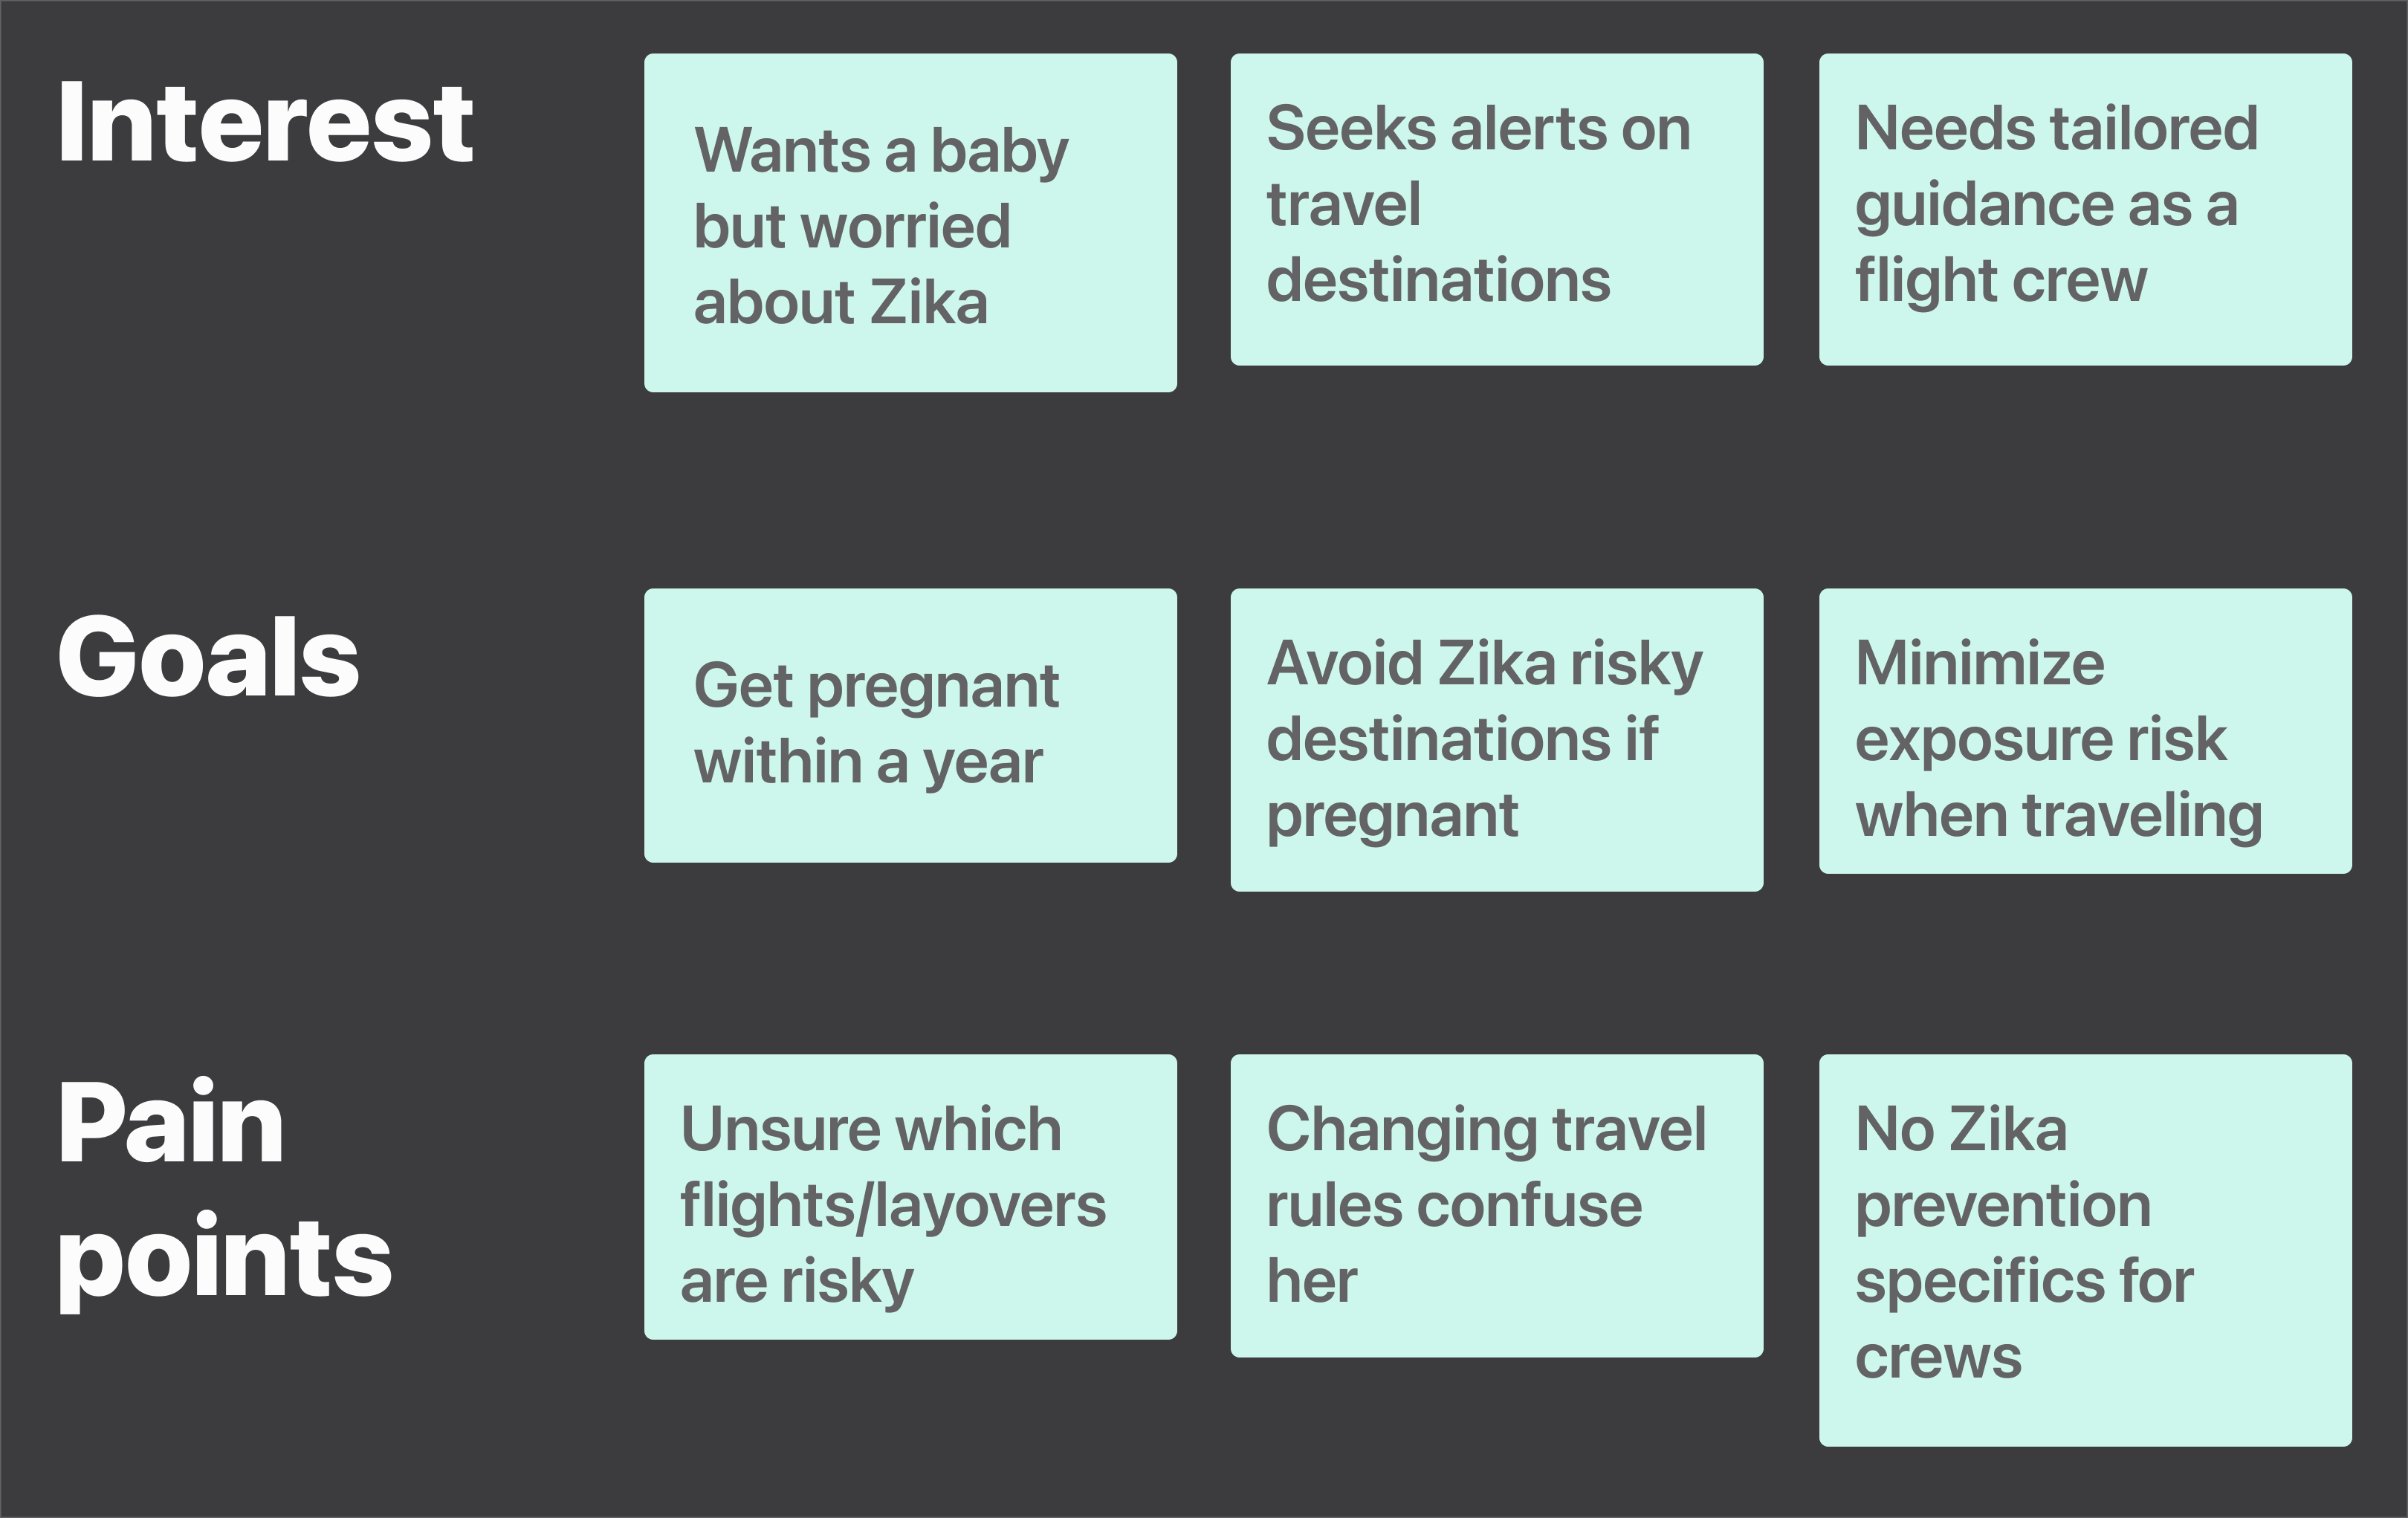 Interest
Wants a baby
but worried
about Zika
Seeks alerts on
travel
destinations
Needs tailored
guidance as a
flight crew
Goals
Get pregnant
within a year
Avoid Zika risky
destinations if
pregnant
Minimize
exposure risk
when traveling
Pain
points
Unsure which
flights/layovers
are risky
Changing travel
rules confuse
her
No Zika
prevention
specifics for
crews